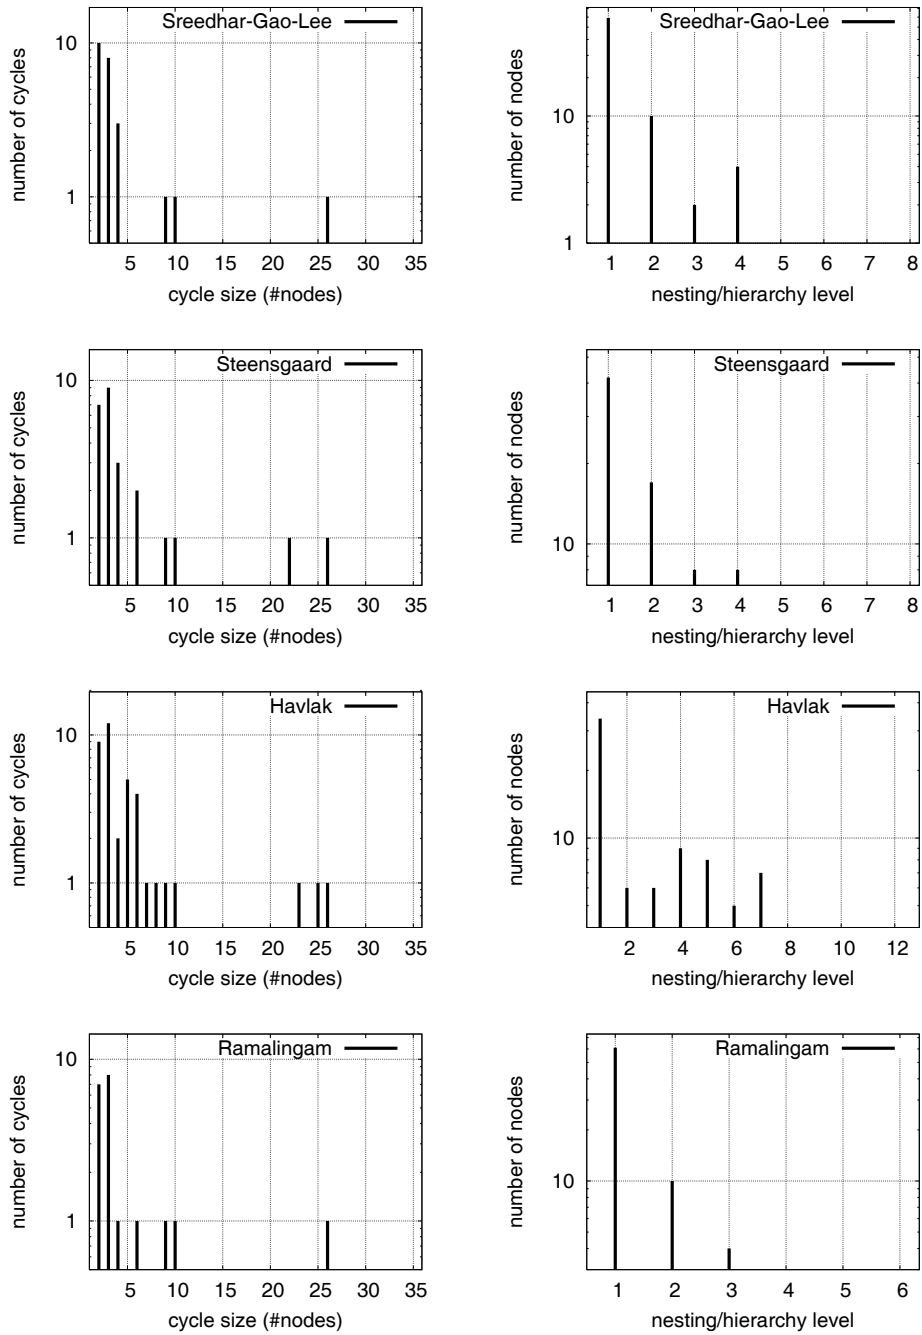 Sreedhar-Gao-Lee
number of cycles
10
1
5 10 15 20 25 30 35
cycle size (#nodes)
Sreedhar-Gao-Lee
number of nodes
10
1
1 2 3 4 5 6 7 8
nesting/hierarchy level
Steensgaard
number of cycles
10
1
5 10 15 20 25 30 35
cycle size (#nodes)
Steensgaard
number of nodes
10
1 2 3 4 5 6 7 8
nesting/hierarchy level
Havlak
number of cycles
10
1
5 10 15 20 25 30 35
cycle size (#nodes)
Havlak
number of nodes
10
2 4 6 8 10 12
nesting/hierarchy level
Ramalingam
number of cycles
10
1
5 10 15 20 25 30 35
cycle size (#nodes)
Ramalingam
number of nodes
10
1 2 3 4 5 6
nesting/hierarchy level